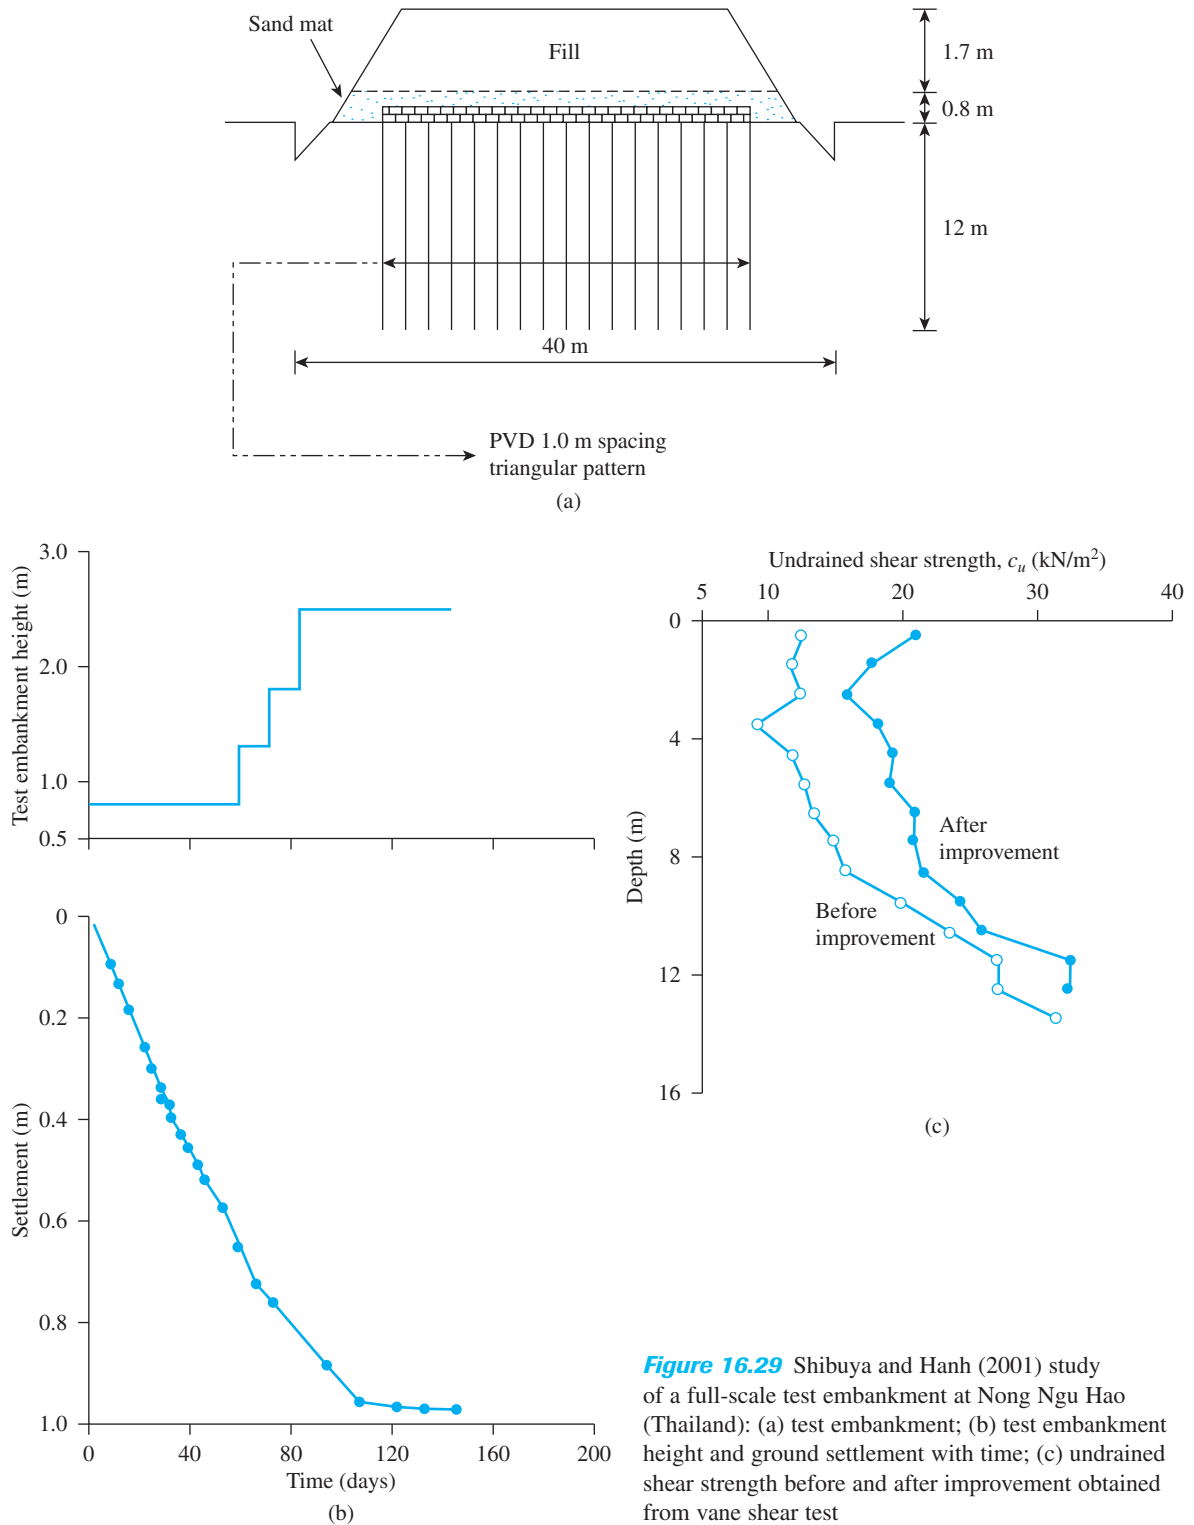 Sand mat
Fill
1.7 m
0.8 m
12 m
40 m
PVD 1.0 m spacing
triangular pattern
(a)
3.0
2.0
1.0
0.5
Test embankment height (m)
0
0.2
0.4
0.6
0.8
1.0
Settlement (m)
0
40
80
120
160
200
Time (days)
(b)
Undrained shear strength, c_u (kN/m²)
5
10
20
30
40
0
4
8
12
16
Depth (m)
After
improvement
Before
improvement
(c)
Figure 16.29 Shibuya and Hanh (2001) study
of a full-scale test embankment at Nong Ngu Hao
(Thailand): (a) test embankment; (b) test embankment
height and ground settlement with time; (c) undrained
shear strength before and after improvement obtained
from vane shear test